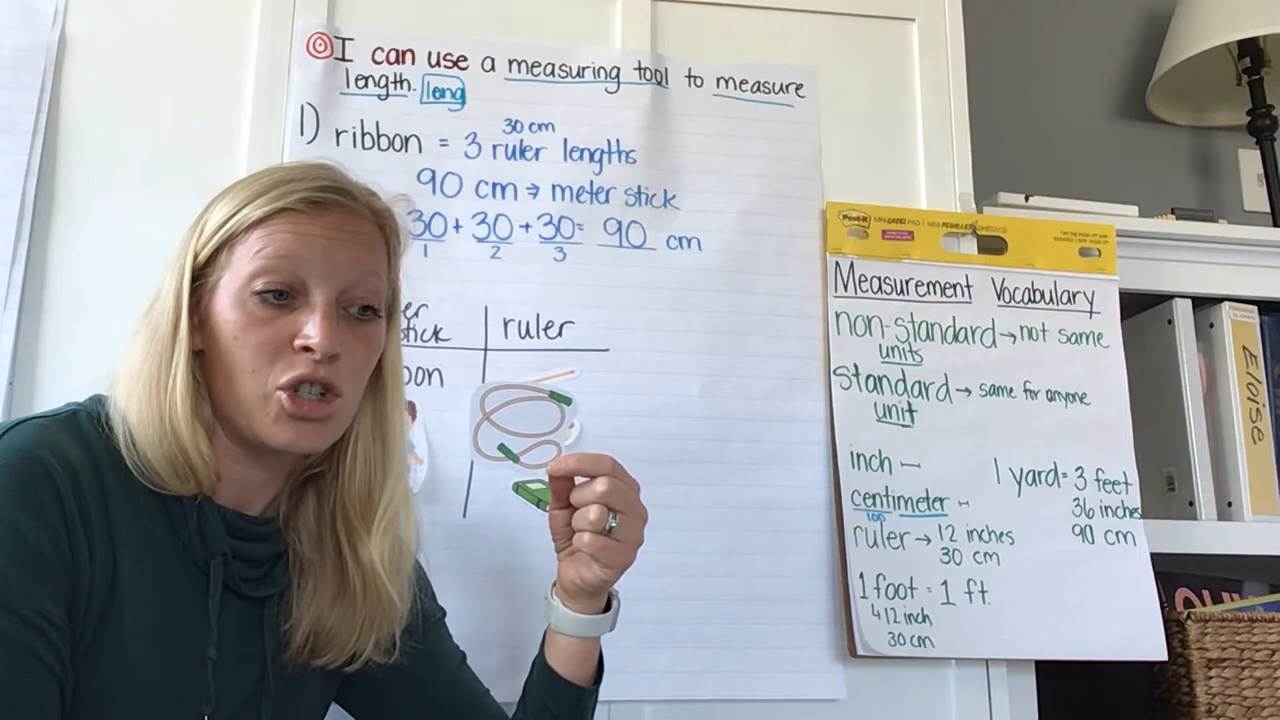 I can use a measuring tool to measure
length. long
1) ribbon = 3 ruler lengths
30 cm
90 cm → meter stick
30 + 30 + 30 = 90 cm
1 2 3
ruler
Post-it
Measurement Vocabulary
non-standard → not same
units
standard → same for anyone
unit
inch
centimeter
100
ruler → 12 inches
30 cm
1 foot = 1 ft.
12 inch
30 cm
1 yard = 3 feet
36 inches
90 cm
Eloise